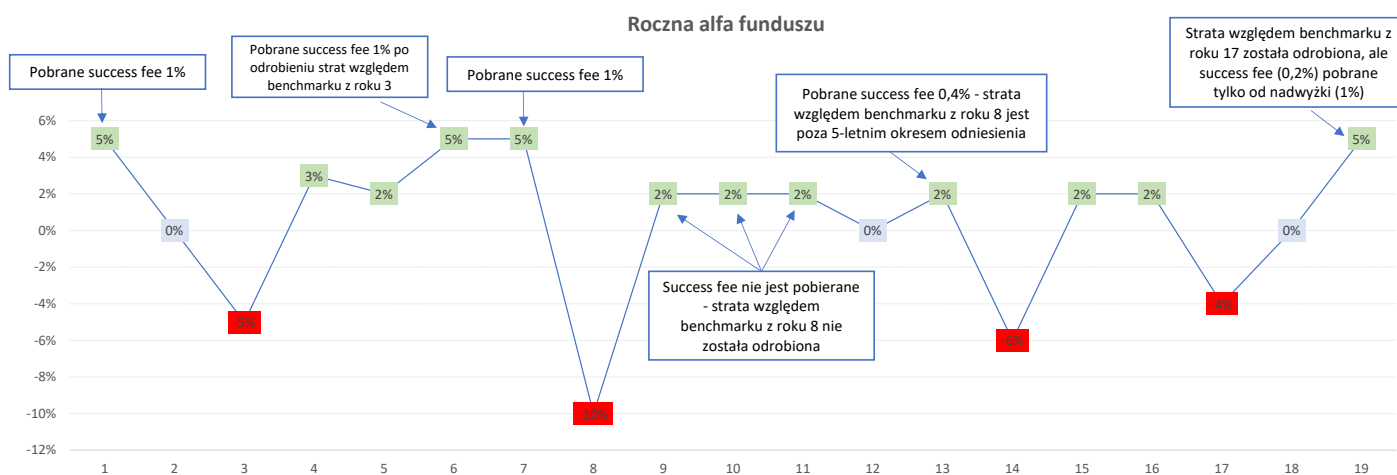 Roczna alfa funduszu
Pobrane success fee 1%
Pobrane success fee 1% po
odrobieniu strat względem
benchmarku z roku 3
Pobrane success fee 1%
Pobrane success fee 0,4% - strata
względem benchmarku z roku 8 jest
poza 5-letnim okresem odniesienia
Strata względem benchmarku z
roku 17 została odrobiona, ale
success fee (0,2%) pobrane
tylko od nadwyżki (1%)
Success fee nie jest pobierane
- strata względem
benchmarku z roku 8 nie
została odrobiona
6%
4%
2%
0%
-2%
-4%
-6%
-8%
-10%
-12%
5%
0%
-5%
3%
2%
5%
5%
-10%
2%
2%
2%
0%
2%
-6%
2%
2%
-4%
0%
5%
1 2 3 4 5 6 7 8 9 10 11 12 13 14 15 16 17 18 19